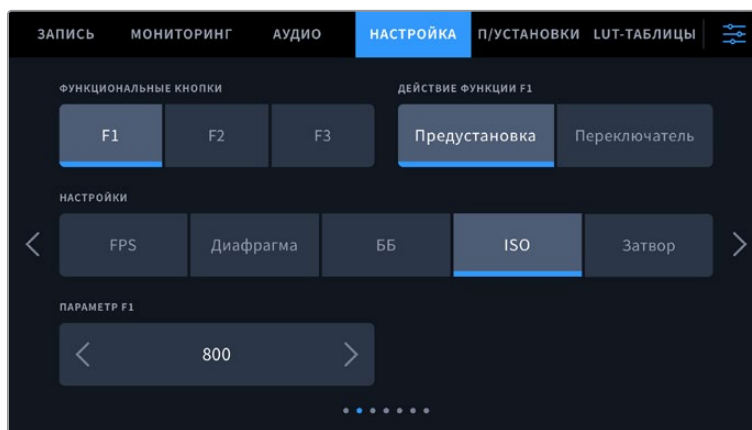 ЗАПИСЬ МОНИТОРИНГ АУДИО НАСТРОЙКА П/УСТАНОВКИ LUT-ТАБЛИЦЫ
ФУНКЦИОНАЛЬНЫЕ КНОПКИ ДЕЙСТВИЕ ФУНКЦИИ F1
F1 F2 F3 Предустановка Переключатель
НАСТРОЙКИ
FPS Диафрагма ББ ISO Затвор
ПАРАМЕТР F1
800